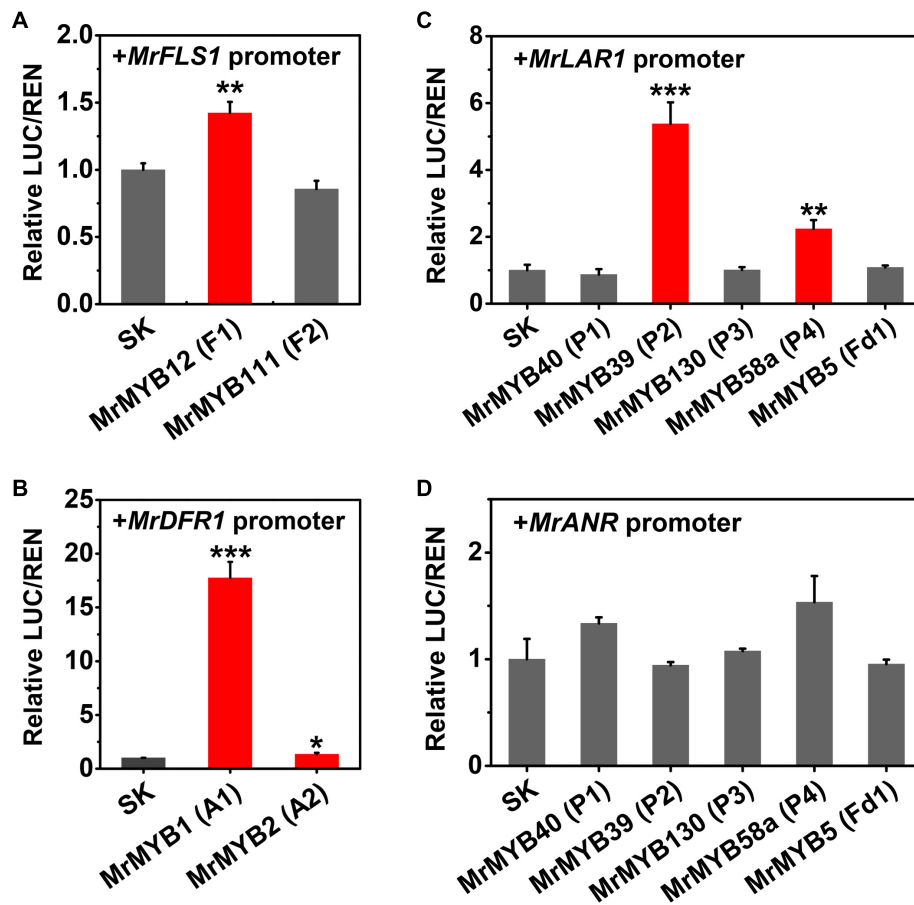 A
+MrFLS1 promoter
**
Relative LUC/REN
2.0
1.5
1.0
0.5
0.0
SK
MrMYB12 (F1)
MrMYB111 (F2)
B
+MrDFR1 promoter
***
*
Relative LUC/REN
25
20
15
10
5
0
SK
MrMYB1 (A1)
MrMYB2 (A2)
C
+MrLAR1 promoter
***
**
Relative LUC/REN
8
6
4
2
0
SK
MrMYB40 (P1)
MrMYB39 (P2)
MrMYB130 (P3)
MrMYB58a (P4)
MrMYB5 (Fd1)
D
+MrANR promoter
Relative LUC/REN
2
1
0
SK
MrMYB40 (P1)
MrMYB39 (P2)
MrMYB130 (P3)
MrMYB58a (P4)
MrMYB5 (Fd1)